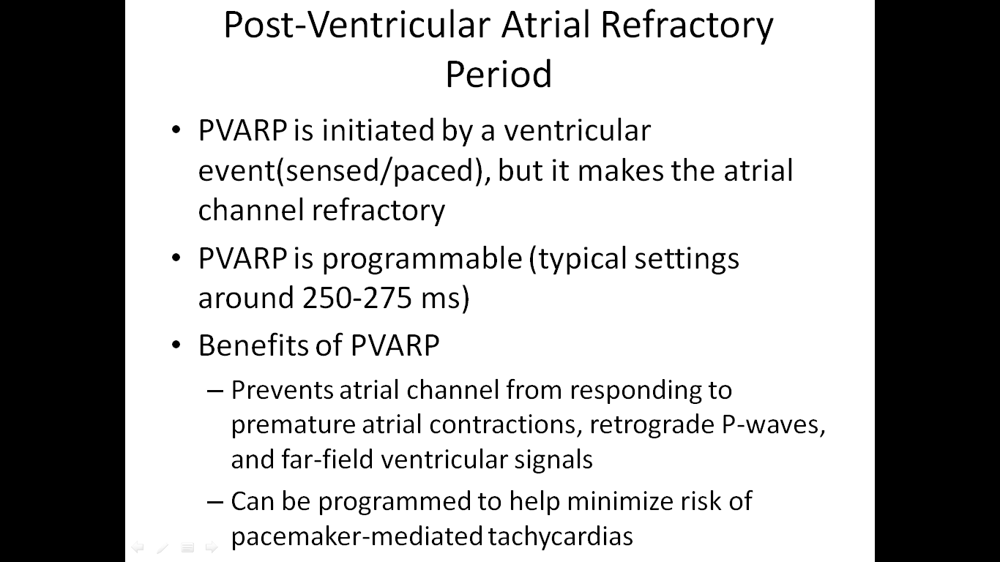 Post-Ventricular Atrial Refractory
Period
• PVARP is initiated by a ventricular
event(sensed/paced), but it makes the atrial
channel refractory
• PVARP is programmable (typical settings
around 250-275 ms)
• Benefits of PVARP
– Prevents atrial channel from responding to
premature atrial contractions, retrograde P-waves,
and far-field ventricular signals
– Can be programmed to help minimize risk of
pacemaker-mediated tachycardias